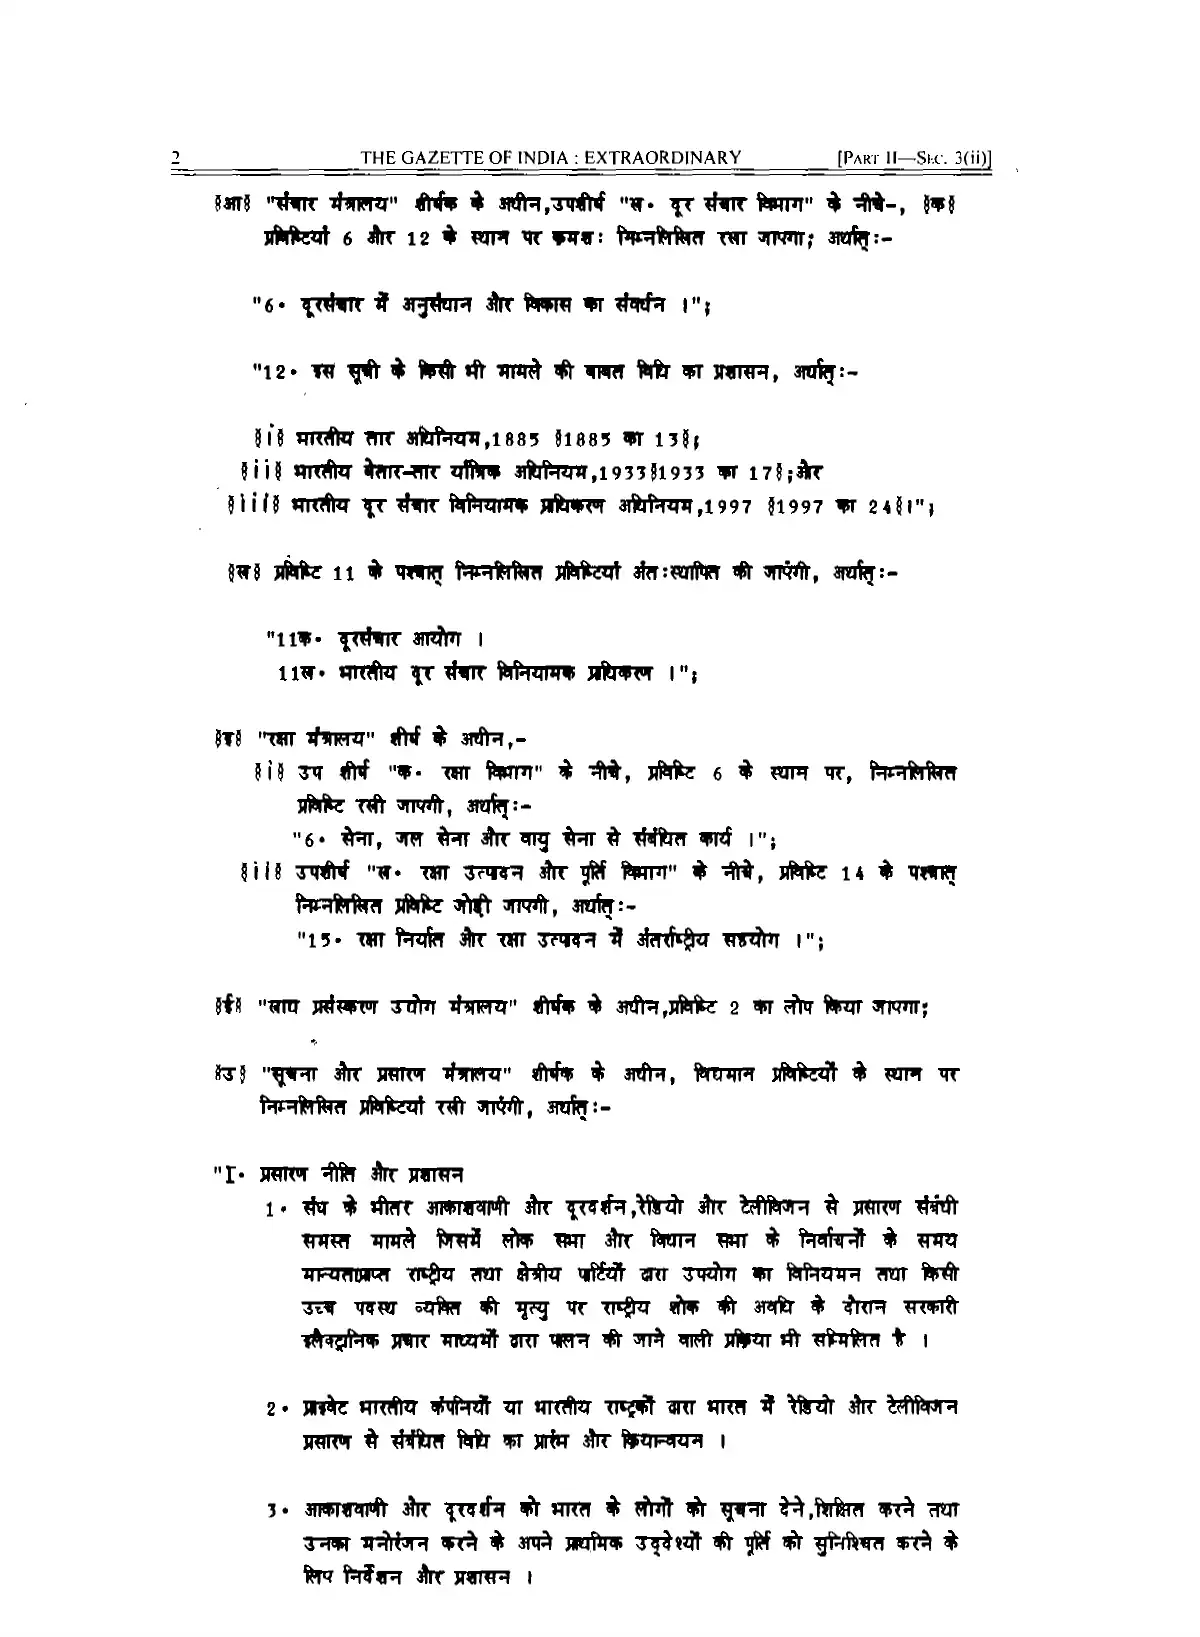 2 THE GAZETTE OF INDIA : EXTRAORDINARY [PART II—SEC. 3(ii)]
§आ§ "संचार मंत्रालय" शीर्षक के अधीन,उपशीर्ष "ख· दूर संचार विभाग" के नीचे-, §क§
प्रविष्टियों 6 और 12 के स्थान पर क्रमशः निम्नलिखित रखा जाएगा; अर्थात्:-
"6· दूरसंचार में अनुसंधान और विकास का संवर्धन ।";
"12· इस सूची के किसी भी मामले की बाबत विधि का प्रशासन, अर्थात्:-
§i§ भारतीय तार अधिनियम,1885 §1885 का 13§;
§ii§ भारतीय बेतार-तार यांत्रिक अधिनियम,1933§1933 का 17§;और
§iii§ भारतीय दूर संचार विनियामक प्राधिकरण अधिनियम,1997 §1997 का 24§।";
§ख§ प्रविष्टि 11 के पश्चात् निम्नलिखित प्रविष्टियां अंतःस्थापित की जाएंगी, अर्थात्:-
"11क· दूरसंचार आयोग ।
11ख· भारतीय दूर संचार विनियामक प्राधिकरण ।";
§इ§ "रक्षा मंत्रालय" शीर्ष के अधीन,-
§i§ उप शीर्ष "क· रक्षा विभाग" के नीचे, प्रविष्टि 6 के स्थान पर, निम्नलिखित
प्रविष्टि रखी जाएगी, अर्थात्:-
"6· सेना, जल सेना और वायु सेना से संबंधित कार्य ।";
§ii§ उपशीर्ष "ख· रक्षा उत्पादन और पूर्ति विभाग" के नीचे, प्रविष्टि 14 के पश्चात्
निम्नलिखित प्रविष्टि जोड़ी जाएगी, अर्थात्:-
"15· रक्षा निर्यात और रक्षा उत्पादन में अंतर्राष्ट्रीय सहयोग ।";
§ई§ "खाद्य प्रसंस्करण उद्योग मंत्रालय" शीर्षक के अधीन,प्रविष्टि 2 का लोप किया जाएगा;
§उ§ "सूचना और प्रसारण मंत्रालय" शीर्षक के अधीन, विद्यमान प्रविष्टियों के स्थान पर
निम्नलिखित प्रविष्टियां रखी जाएंगी, अर्थात्:-
"I· प्रसारण नीति और प्रशासन
1· संघ के भीतर आकाशवाणी और दूरदर्शन,रेडियो और टेलीविजन से प्रसारण संबंधी
समस्त मामले जिसमें लोक सभा और विधान सभा के निर्वाचनों के समय
मान्यताप्राप्त राष्ट्रीय तथा क्षेत्रीय पार्टियों द्वारा उपयोग का विनियमन तथा किसी
उच्च पदस्थ व्यक्ति की मृत्यु पर राष्ट्रीय शोक की अवधि के दौरान सरकारी
इलैक्ट्रानिक प्रचार माध्यमों द्वारा पालन की जाने वाली प्रक्रिया भी सम्मिलित है ।
2· प्राइवेट भारतीय कंपनियों या भारतीय राष्ट्रकों द्वारा भारत में रेडियो और टेलीविजन
प्रसारण से संबंधित विधि का प्रारंभ और क्रियान्वयन ।
3· आकाशवाणी और दूरदर्शन को भारत के लोगों को सूचना देने,शिक्षित करने तथा
उनका मनोरंजन करने के अपने प्राथमिक उद्देश्यों की पूर्ति को सुनिश्चित करने के
लिए निर्देशन और प्रशासन ।